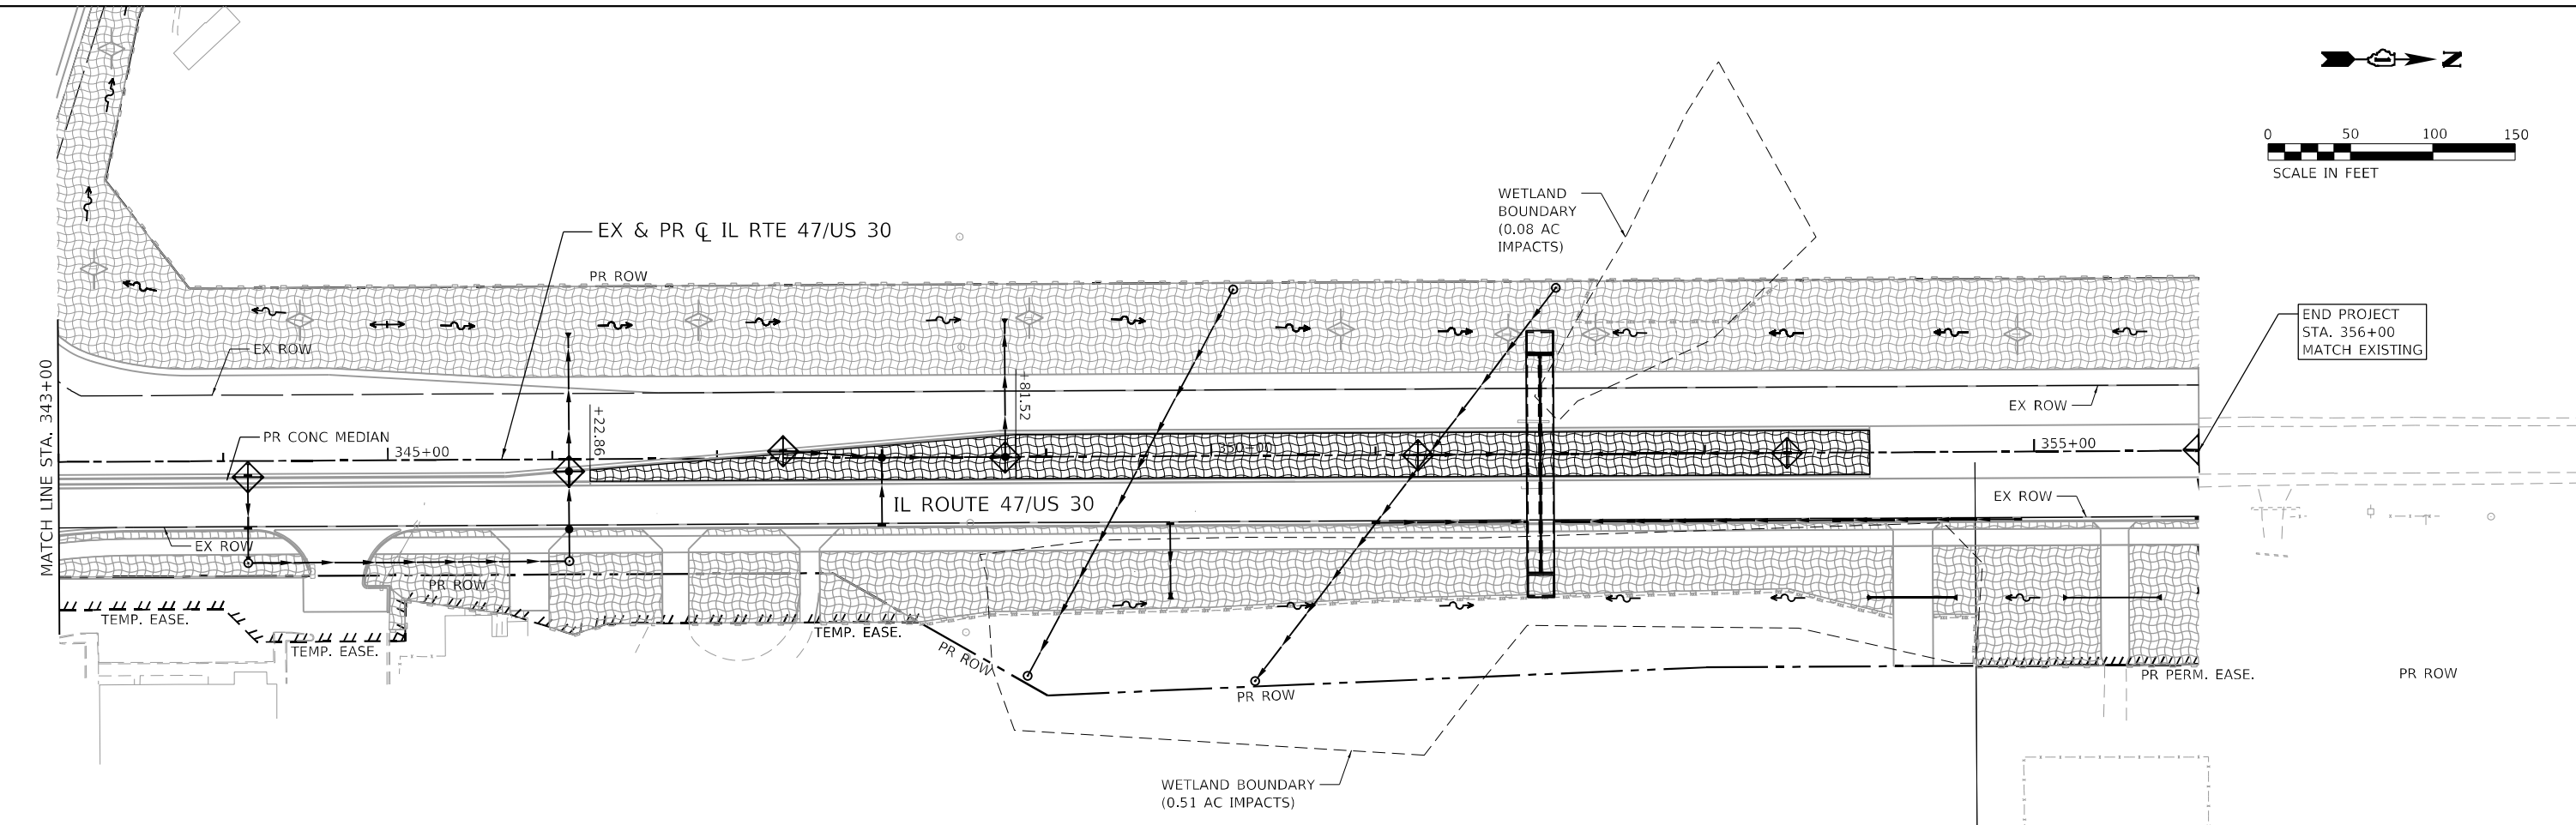 N
0 50 100 150
SCALE IN FEET
WETLAND
BOUNDARY
(0.08 AC
IMPACTS)
EX & PR ℄ IL RTE 47/US 30
PR ROW
END PROJECT
STA. 356+00
MATCH EXISTING
EX ROW
EX ROW
MATCH LINE STA. 343+00
+22.86
+81.52
PR CONC MEDIAN
345+00
350+00
355+00
IL ROUTE 47/US 30
EX ROW
EX ROW
PR ROW
TEMP. EASE.
TEMP. EASE.
TEMP. EASE.
PR ROW
PR ROW
PR PERM. EASE.
PR ROW
WETLAND BOUNDARY
(0.51 AC IMPACTS)